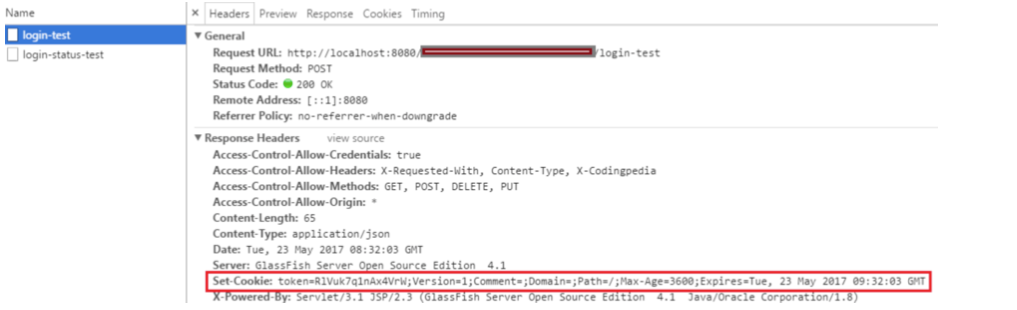 Name
× Headers Preview Response Cookies Timing
login-test
login-status-test
▼ General
Request URL: http://localhost:8080/ /login-test
Request Method: POST
Status Code: 200 OK
Remote Address: [::1]:8080
Referrer Policy: no-referrer-when-downgrade
▼ Response Headers view source
Access-Control-Allow-Credentials: true
Access-Control-Allow-Headers: X-Requested-With, Content-Type, X-Codingpedia
Access-Control-Allow-Methods: GET, POST, DELETE, PUT
Access-Control-Allow-Origin: *
Content-Length: 65
Content-Type: application/json
Date: Tue, 23 May 2017 08:32:03 GMT
Server: GlassFish Server Open Source Edition 4.1
Set-Cookie: token=RlVuk7qlnAx4VrW;Version=1;Comment=;Domain=;Path=/;Max-Age=3600;Expires=Tue, 23 May 2017 09:32:03 GMT
X-Powered-By: Servlet/3.1 JSP/2.3 (GlassFish Server Open Source Edition 4.1 Java/Oracle Corporation/1.8)